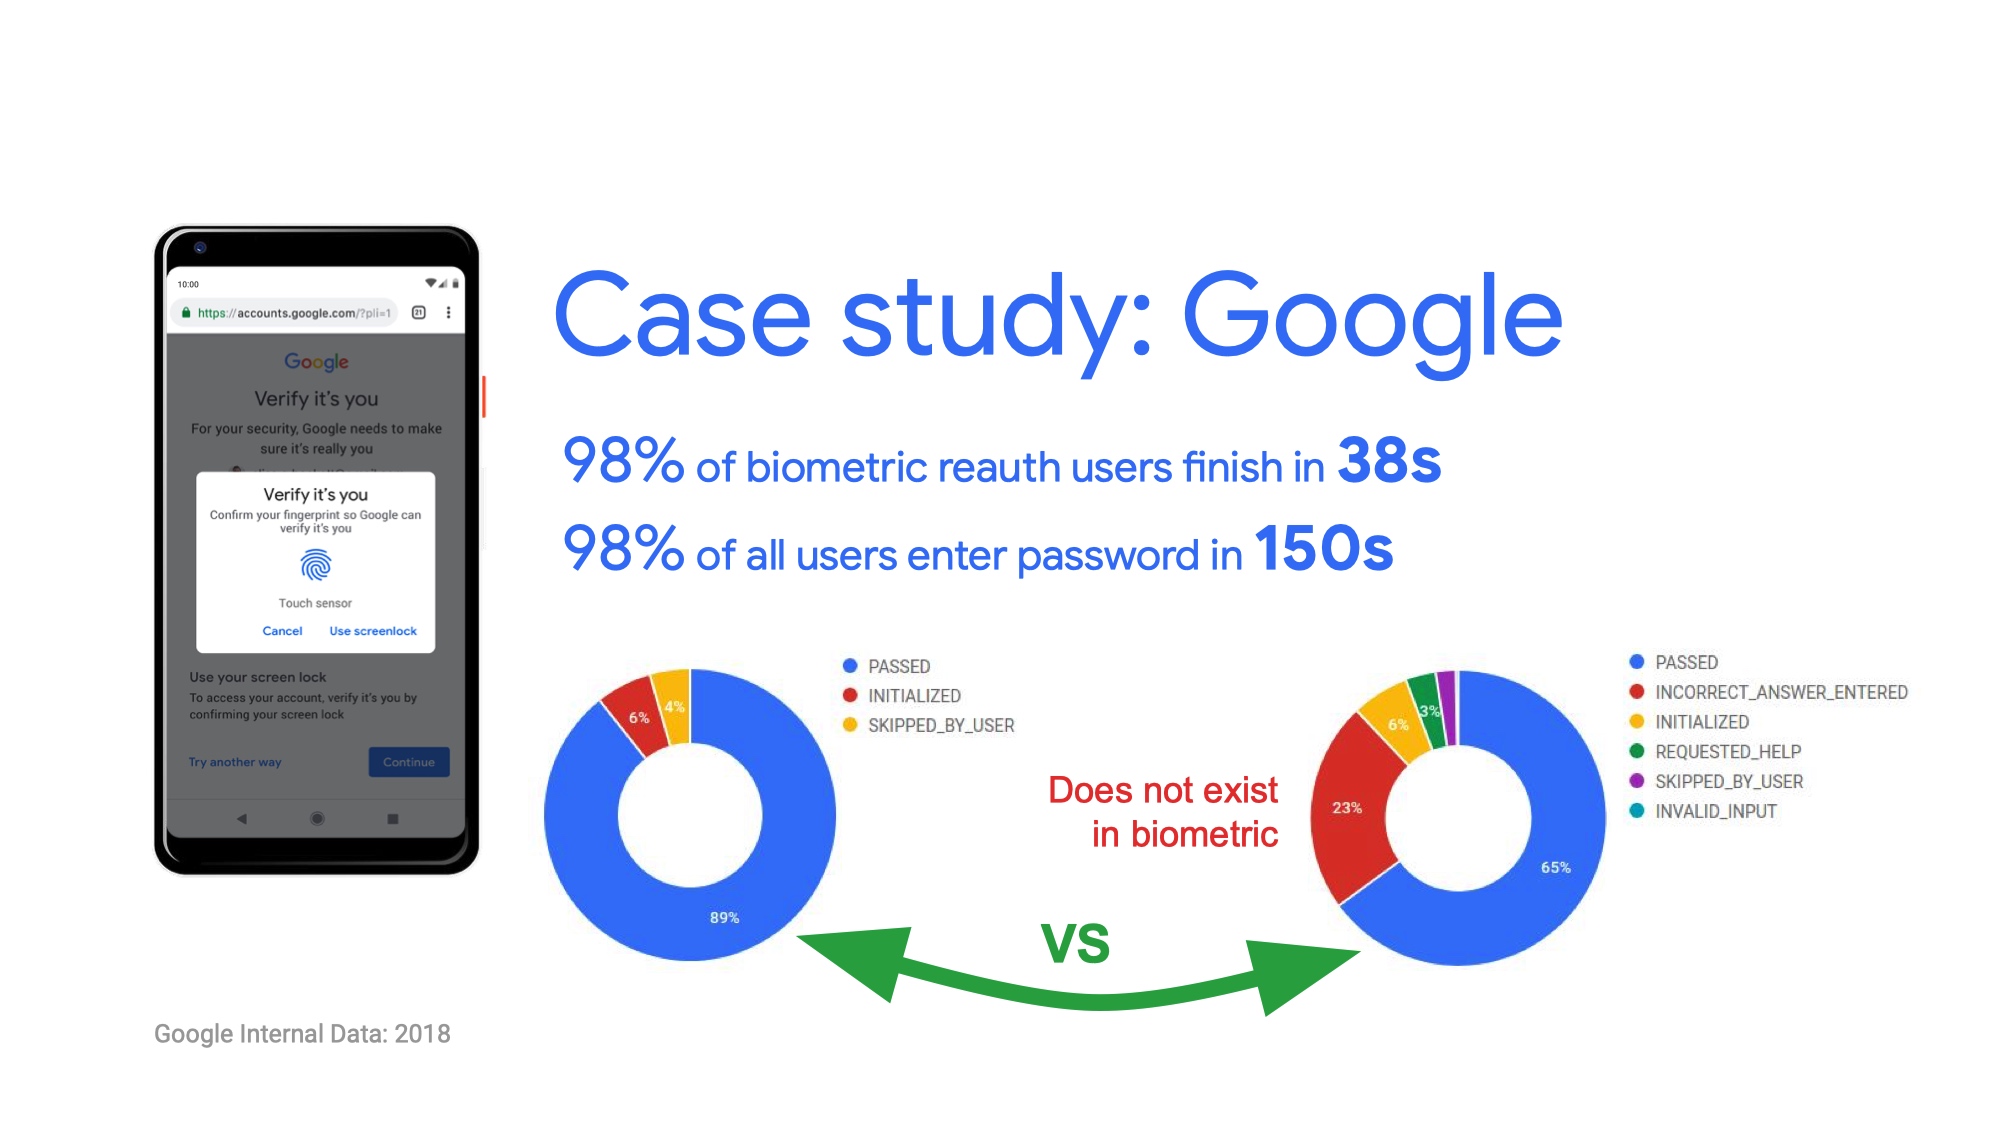 10:00
https://accounts.google.com/?pli=1
21
Google
Verify it's you
For your security, Google needs to make
sure it's really you
Verify it's you
Confirm your fingerprint so Google can
verify it's you
Touch sensor
Cancel Use screenlock
Use your screen lock
To access your account, verify it's you by
confirming your screen lock
Try another way Continue
Case study: Google
98% of biometric reauth users finish in 38s
98% of all users enter password in 150s
6%
4%
89%
PASSED
INITIALIZED
SKIPPED_BY_USER
Does not exist
in biometric
VS
3%
6%
23%
65%
PASSED
INCORRECT_ANSWER_ENTERED
INITIALIZED
REQUESTED_HELP
SKIPPED_BY_USER
INVALID_INPUT
Google Internal Data: 2018